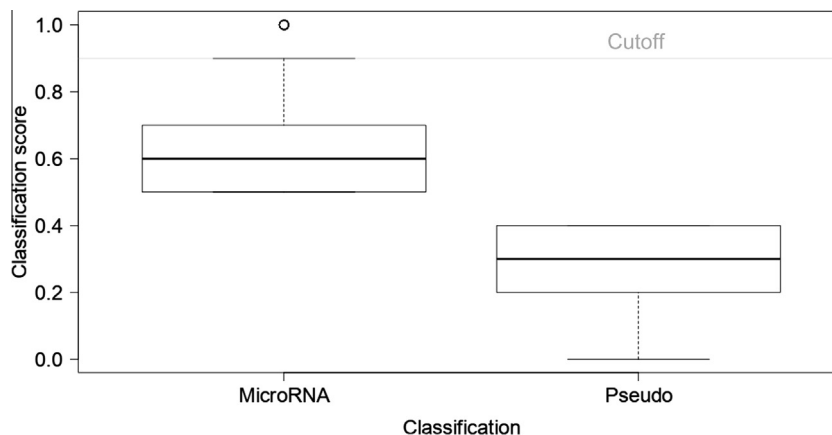 1.0
Cutoff
0.8
0.6
0.4
0.2
0.0
Classification score
MicroRNA
Pseudo
Classification